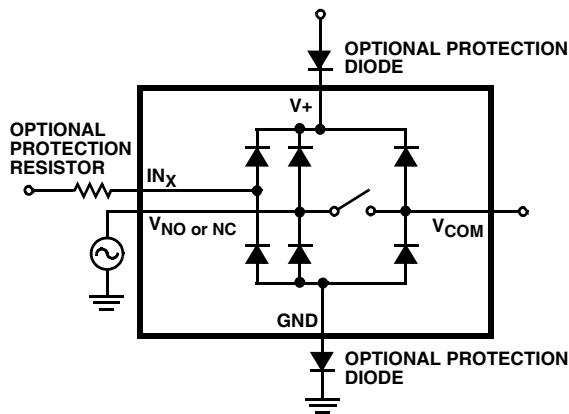 OPTIONAL PROTECTION
DIODE
V+
OPTIONAL
PROTECTION
RESISTOR
INX
VNO or NC
VCOM
GND
OPTIONAL PROTECTION
DIODE